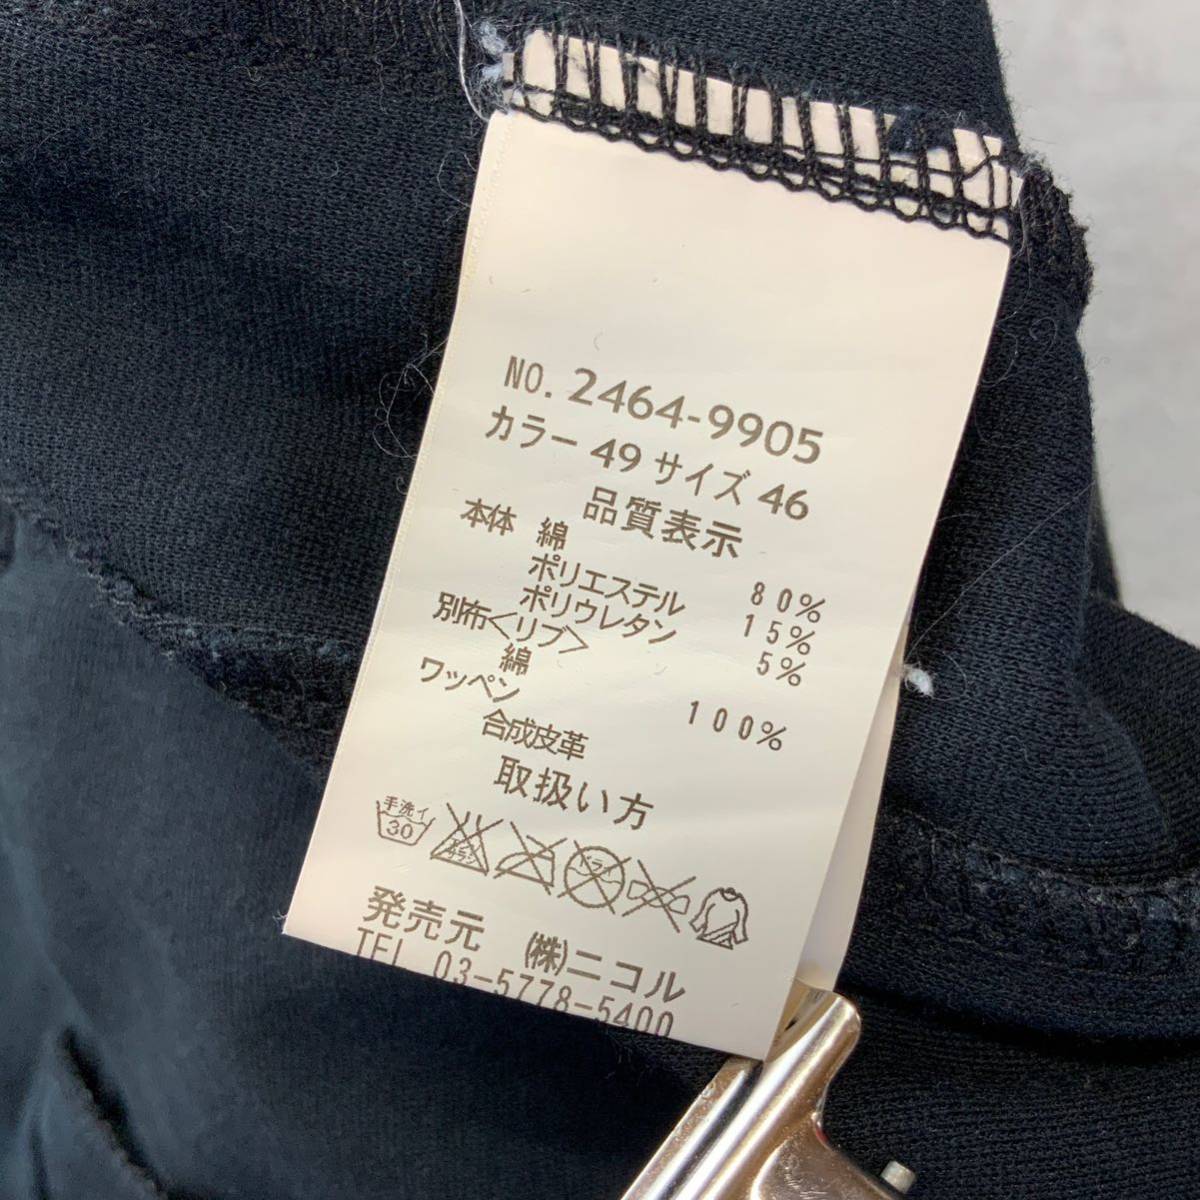 NO. 2464-9905
カラー 49 サイズ 46
品質表示
本体 綿 80%
ポリエステル 15%
ポリウレタン 5%
別布<リブ>
綿 100%
ワッペン
合成皮革
取扱い方
手洗イ
30
ドライ
発売元 (株)ニコル
TEL 03-5778-5400